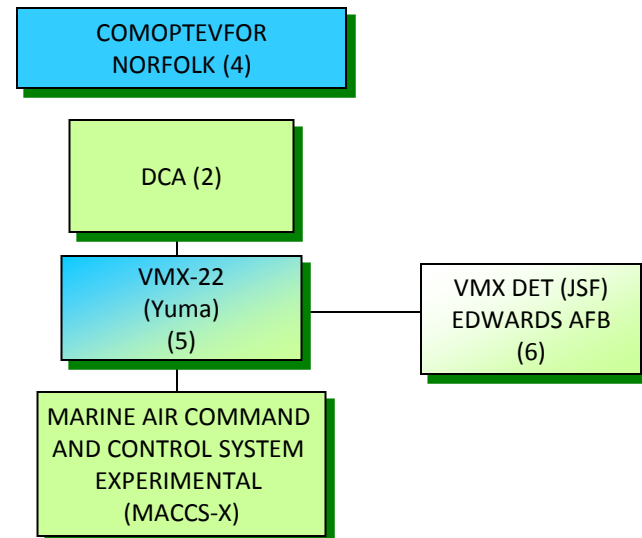 COMOPTEVFOR
NORFOLK (4)
DCA (2)
VMX-22
(Yuma)
(5)
VMX DET (JSF)
EDWARDS AFB
(6)
MARINE AIR COMMAND
AND CONTROL SYSTEM
EXPERIMENTAL
(MACCS-X)